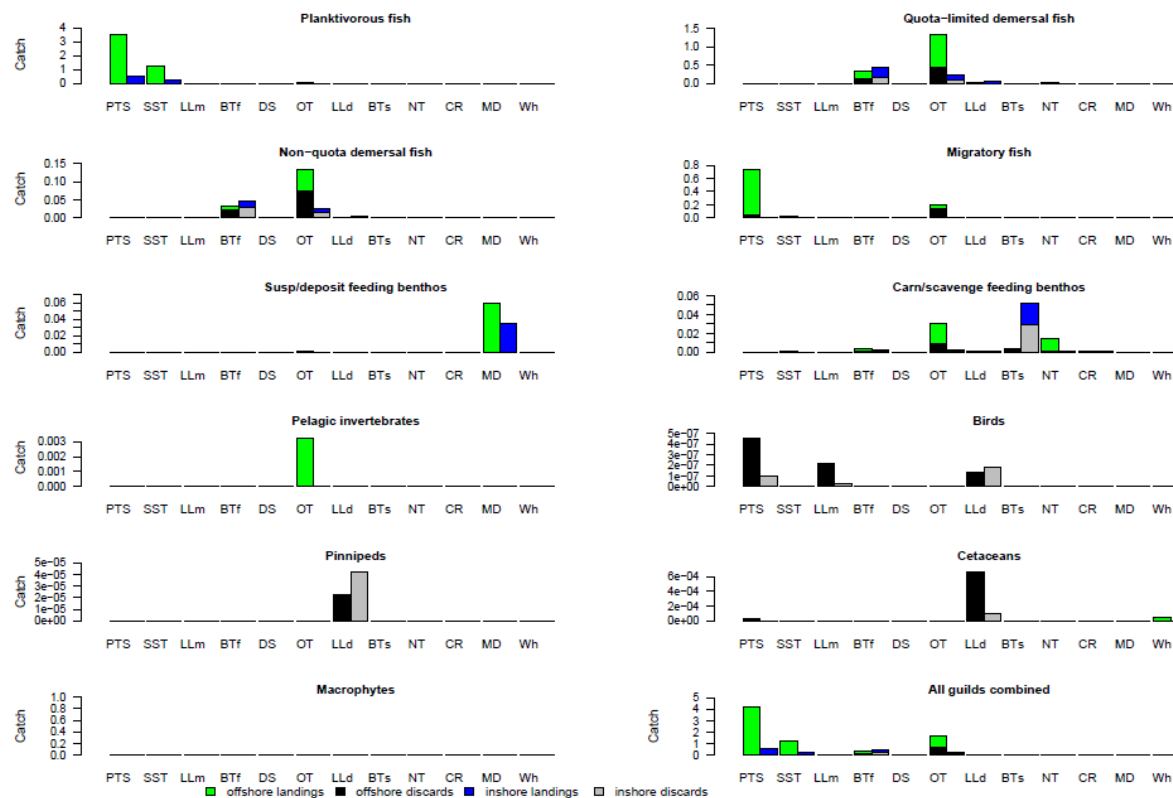 Planktivorous fish
Catch
4
3
2
1
0
PTS SST LLm BTf DS OT LLd BTs NT CR MD Wh
Quota−limited demersal fish
1.5
1.0
0.5
0.0
PTS SST LLm BTf DS OT LLd BTs NT CR MD Wh
Non−quota demersal fish
Catch
0.15
0.10
0.05
0.00
PTS SST LLm BTf DS OT LLd BTs NT CR MD Wh
Migratory fish
0.8
0.6
0.4
0.2
0.0
PTS SST LLm BTf DS OT LLd BTs NT CR MD Wh
Susp/deposit feeding benthos
Catch
0.06
0.04
0.02
0.00
PTS SST LLm BTf DS OT LLd BTs NT CR MD Wh
Carn/scavenge feeding benthos
0.06
0.04
0.02
0.00
PTS SST LLm BTf DS OT LLd BTs NT CR MD Wh
Pelagic invertebrates
Catch
0.003
0.002
0.001
0.000
PTS SST LLm BTf DS OT LLd BTs NT CR MD Wh
Birds
5e−07
4e−07
3e−07
2e−07
1e−07
0e+00
PTS SST LLm BTf DS OT LLd BTs NT CR MD Wh
Pinnipeds
Catch
5e−05
4e−05
3e−05
2e−05
1e−05
0e+00
PTS SST LLm BTf DS OT LLd BTs NT CR MD Wh
Cetaceans
6e−04
4e−04
2e−04
0e+00
PTS SST LLm BTf DS OT LLd BTs NT CR MD Wh
Macrophytes
Catch
1.0
0.8
0.6
0.4
0.2
0.0
PTS SST LLm BTf DS OT LLd BTs NT CR MD Wh
All guilds combined
Catch
5
4
3
2
1
0
PTS SST LLm BTf DS OT LLd BTs NT CR MD Wh
offshore landings offshore discards inshore landings inshore discards